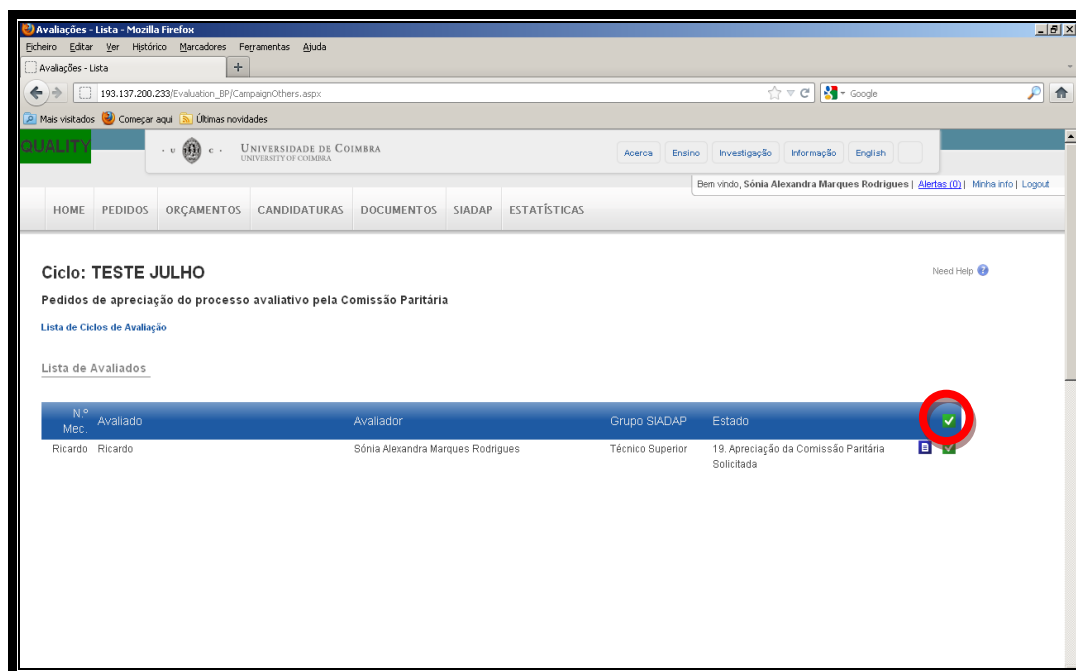 Avaliações - Lista - Mozilla Firefox
Ficheiro Editar Ver Histórico Marcadores Ferramentas Ajuda
Avaliações - Lista
193.137.200.233/Evaluation_BP/CampaignOthers.aspx
Google
Mais visitados Começar aqui Últimas novidades
QUALITY
· U C · UNIVERSIDADE DE COIMBRA
UNIVERSITY OF COIMBRA
Acerca Ensino Investigação Informação English
Bem vindo, Sónia Alexandra Marques Rodrigues | Alertas (0) | Minha info | Logout
HOME PEDIDOS ORÇAMENTOS CANDIDATURAS DOCUMENTOS SIADAP ESTATÍSTICAS
Ciclo: TESTE JULHO
Need Help ?
Pedidos de apreciação do processo avaliativo pela Comissão Paritária
Lista de Ciclos de Avaliação
Lista de Avaliados
N.º Mec. Avaliado Avaliador Grupo SIADAP Estado
Ricardo Ricardo Sónia Alexandra Marques Rodrigues Técnico Superior 19. Apreciação da Comissão Paritária
Solicitada